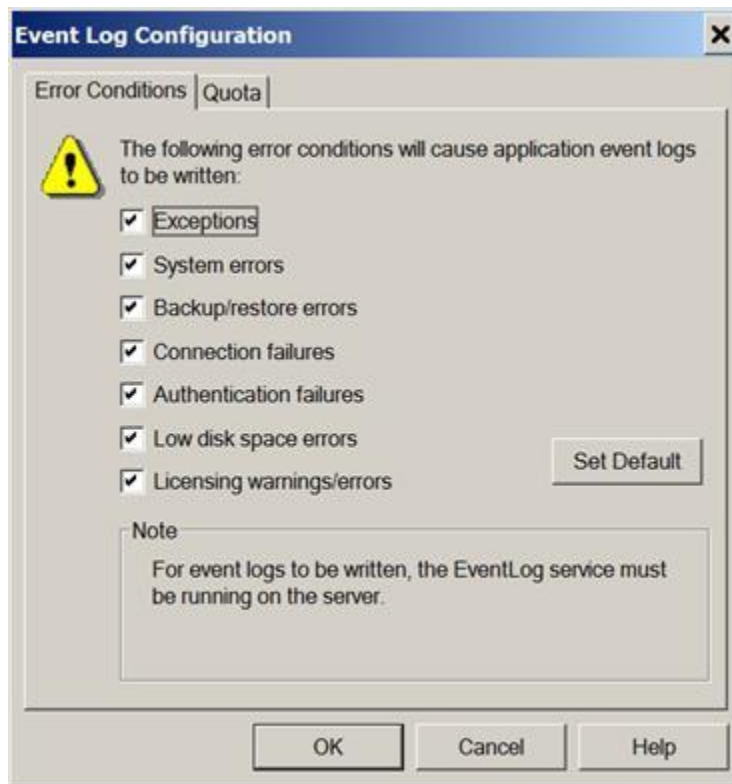 Event Log Configuration
Error Conditions
Quota
The following error conditions will cause application event logs
to be written:
Exceptions
System errors
Backup/restore errors
Connection failures
Authentication failures
Low disk space errors
Licensing warnings/errors
Set Default
Note
For event logs to be written, the EventLog service must
be running on the server.
OK
Cancel
Help